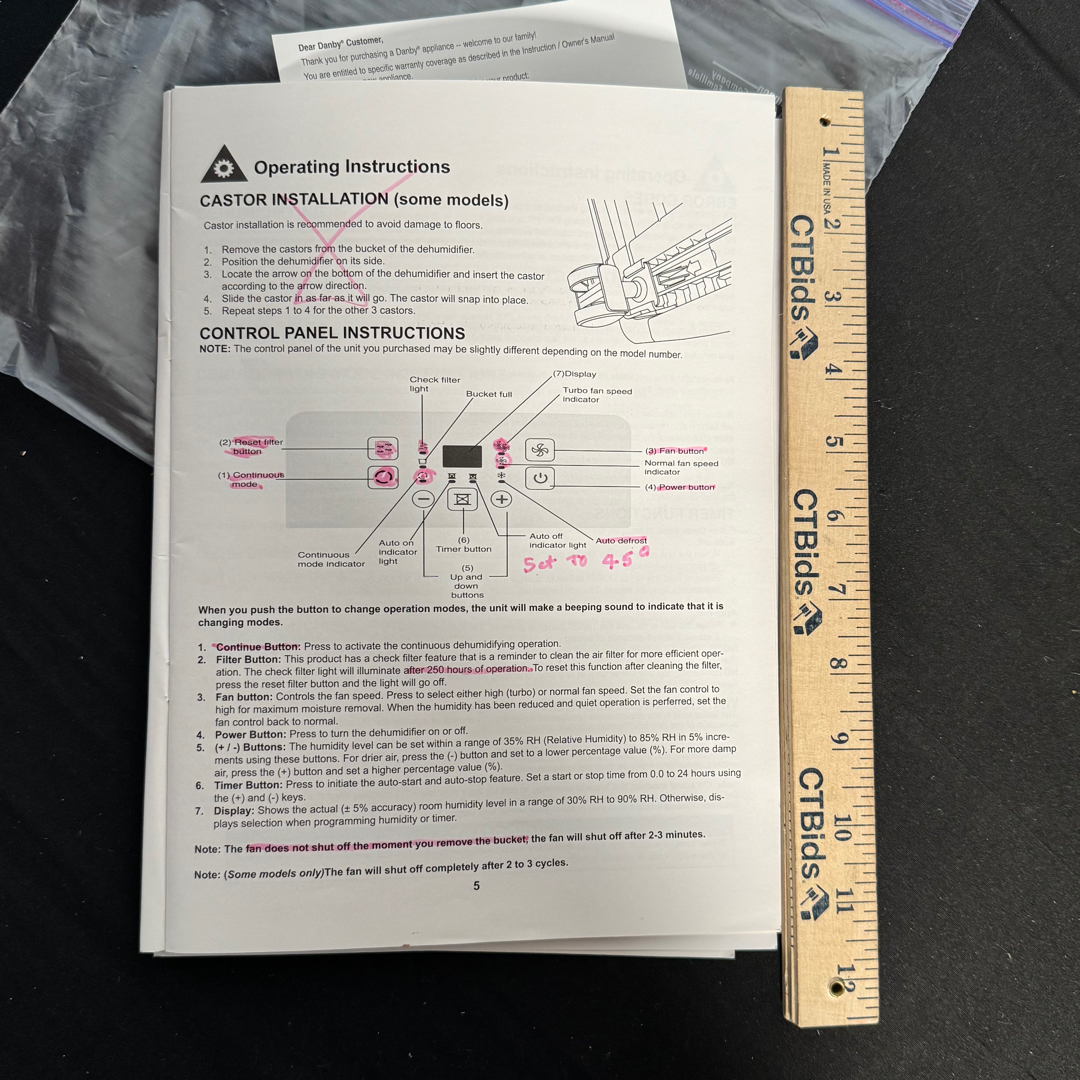 Dear Danby® Customer,
Thank you for purchasing a Danby® appliance – welcome to our family!
You are entitled to specific warranty coverage as described in the Instruction / Owner's Manual
appliance.
your product:
Operating Instructions
CASTOR INSTALLATION (some models)
Castor installation is recommended to avoid damage to floors.
1. Remove the castors from the bucket of the dehumidifier.
2. Position the dehumidifier on its side.
3. Locate the arrow on the bottom of the dehumidifier and insert the castor
according to the arrow direction.
4. Slide the castor in as far as it will go. The castor will snap into place.
5. Repeat steps 1 to 4 for the other 3 castors.
CONTROL PANEL INSTRUCTIONS
NOTE: The control panel of the unit you purchased may be slightly different depending on the model number.
(7)Display
Check filter
light
Bucket full
Turbo fan speed
indicator
(2) Reset filter
button
(3) Fan button
Normal fan speed
indicator
(1) Continuous
mode
(4) Power button
Continuous
mode indicator
Auto on
indicator
light
(6)
Timer button
(5)
Up and
down
buttons
Auto off
indicator light
Auto defrost
Set To 45°
When you push the button to change operation modes, the unit will make a beeping sound to indicate that it is
changing modes.
1. Continue Button: Press to activate the continuous dehumidifying operation.
2. Filter Button: This product has a check filter feature that is a reminder to clean the air filter for more efficient oper-
ation. The check filter light will illuminate after 250 hours of operation. To reset this function after cleaning the filter,
press the reset filter button and the light will go off.
3. Fan button: Controls the fan speed. Press to select either high (turbo) or normal fan speed. Set the fan control to
high for maximum moisture removal. When the humidity has been reduced and quiet operation is perferred, set the
fan control back to normal.
4. Power Button: Press to turn the dehumidifier on or off.
5. (+ / -) Buttons: The humidity level can be set within a range of 35% RH (Relative Humidity) to 85% RH in 5% incre-
ments using these buttons. For drier air, press the (-) button and set to a lower percentage value (%). For more damp
air, press the (+) button and set a higher percentage value (%).
6. Timer Button: Press to initiate the auto-start and auto-stop feature. Set a start or stop time from 0.0 to 24 hours using
the (+) and (-) keys.
7. Display: Shows the actual (± 5% accuracy) room humidity level in a range of 30% RH to 90% RH. Otherwise, dis-
plays selection when programming humidity or timer.
Note: The fan does not shut off the moment you remove the bucket; the fan will shut off after 2-3 minutes.
Note: (Some models only)The fan will shut off completely after 2 to 3 cycles.
5
1 2 3 4 5 6 7 8 9 10 11 12
MADE IN USA
CTBids
CTBids
CTBids